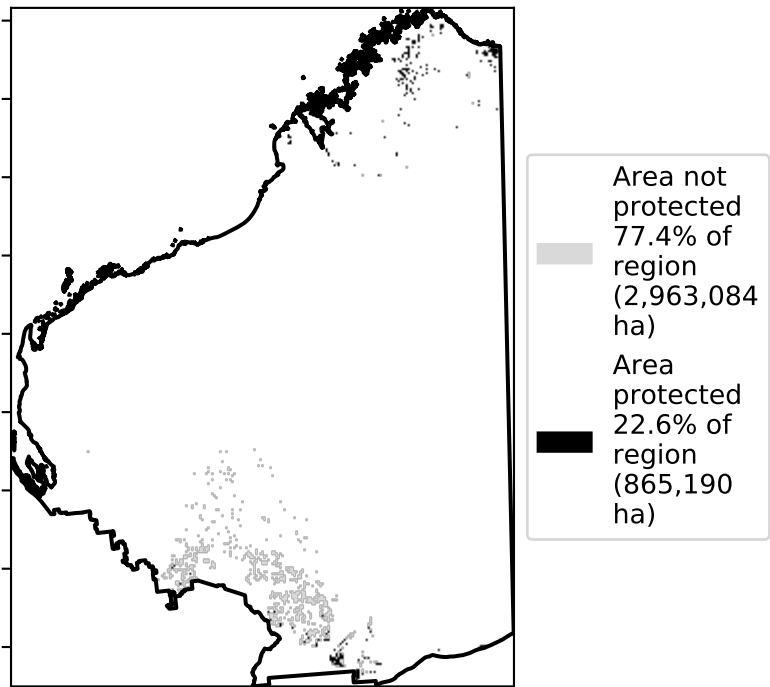 Area not
protected
77.4% of
region
(2,963,084
ha)
Area
protected
22.6% of
region
(865,190
ha)